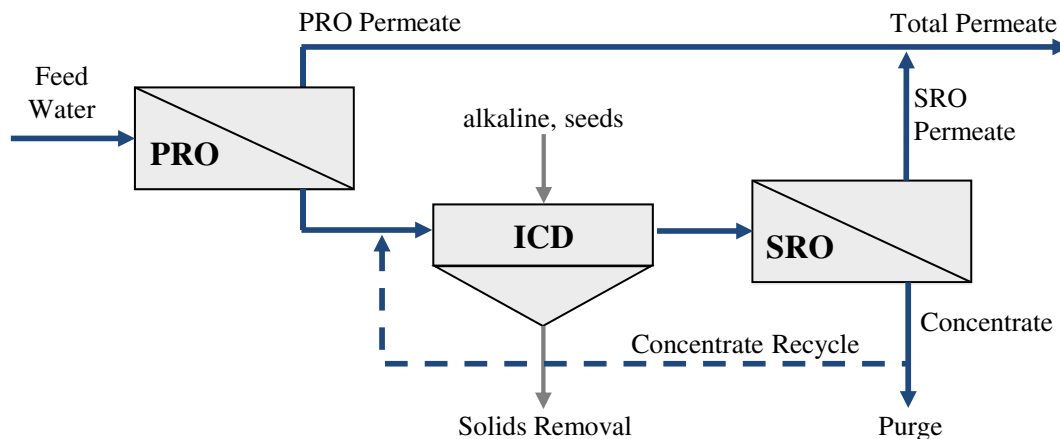 PRO Permeate
Total Permeate
Feed
Water
PRO
alkaline, seeds
SRO
Permeate
ICD
SRO
Concentrate Recycle
Concentrate
Solids Removal
Purge